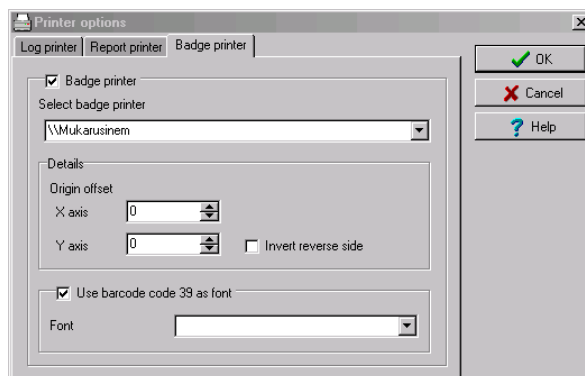 Printer options
Log printer Report printer Badge printer
OK
Cancel
Help
Badge printer
Select badge printer
\\Mukarusinem
Details
Origin offset
X axis 0
Y axis 0 Invert reverse side
Use barcode code 39 as font
Font